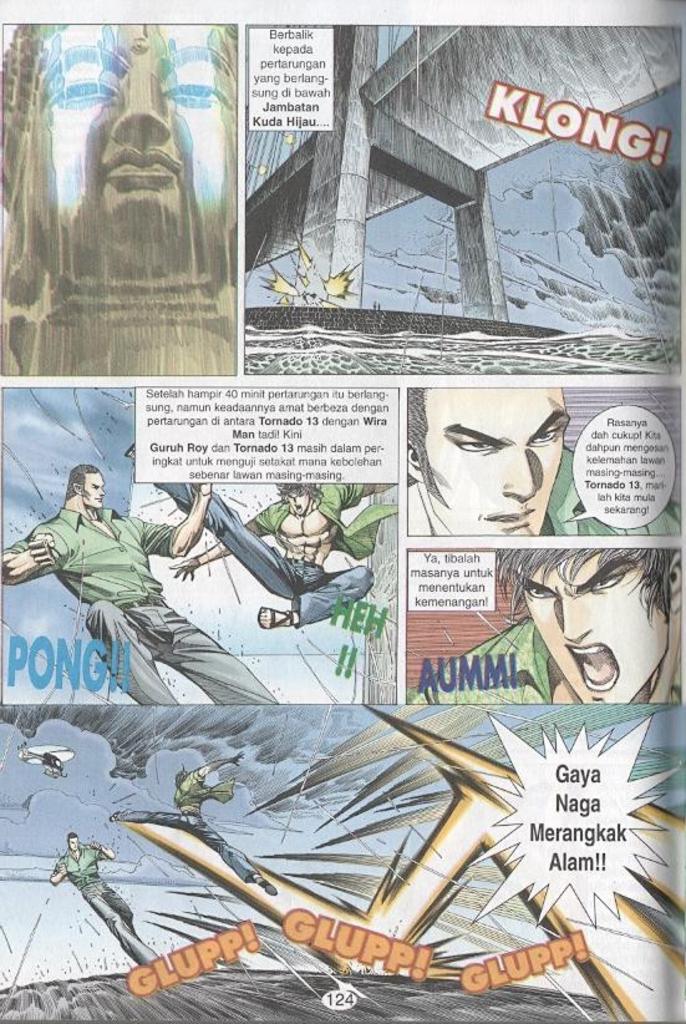 Berbalik
kepada
pertarungan
yang berlang-
sung di bawah
Jambatan
Kuda Hijau....
KLONG!
Setelah hampir 40 minit pertarungan itu berlang-
sung, namun keadaannya amat berbeza dengan
pertarungan di antara Tornado 13 dengan Wira
Man tadi! Kini
Guruh Roy dan Tornado 13 masih dalam per-
ingkat untuk menguji setakat mana kebolehan
sebenar lawan masing-masing.
PONG!!
HEH
!!
Rasanya
dah cukup! Kita
dahpun mengesan
kelemahan lawan
masing-masing....
Tornado 13, mari-
lah kita mula
sekarang!
Ya, tibalah
masanya untuk
menentukan
kemenangan!
AUMM!
Gaya
Naga
Merangkak
Alam!!
GLUPP!
GLUPP!
GLUPP!
124